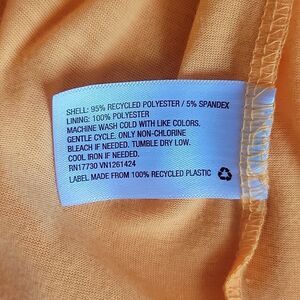 SHELL: 95% RECYCLED POLYESTER / 5% SPANDEX
LINING: 100% POLYESTER
MACHINE WASH COLD WITH LIKE COLORS.
GENTLE CYCLE. ONLY NON-CHLORINE
BLEACH IF NEEDED. TUMBLE DRY LOW.
COOL IRON IF NEEDED.
RN17730 VN1261424
LABEL MADE FROM 100% RECYCLED PLASTIC